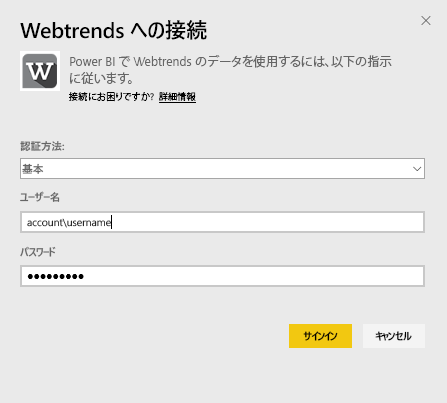 Webtrends への接続
W
Power BI で Webtrends のデータを使用するには、以下の指示
に従います。
接続にお困りですか? 詳細情報
認証方法:
基本
ユーザー名
account\username
パスワード
●●●●●●●●●
サインイン
キャンセル